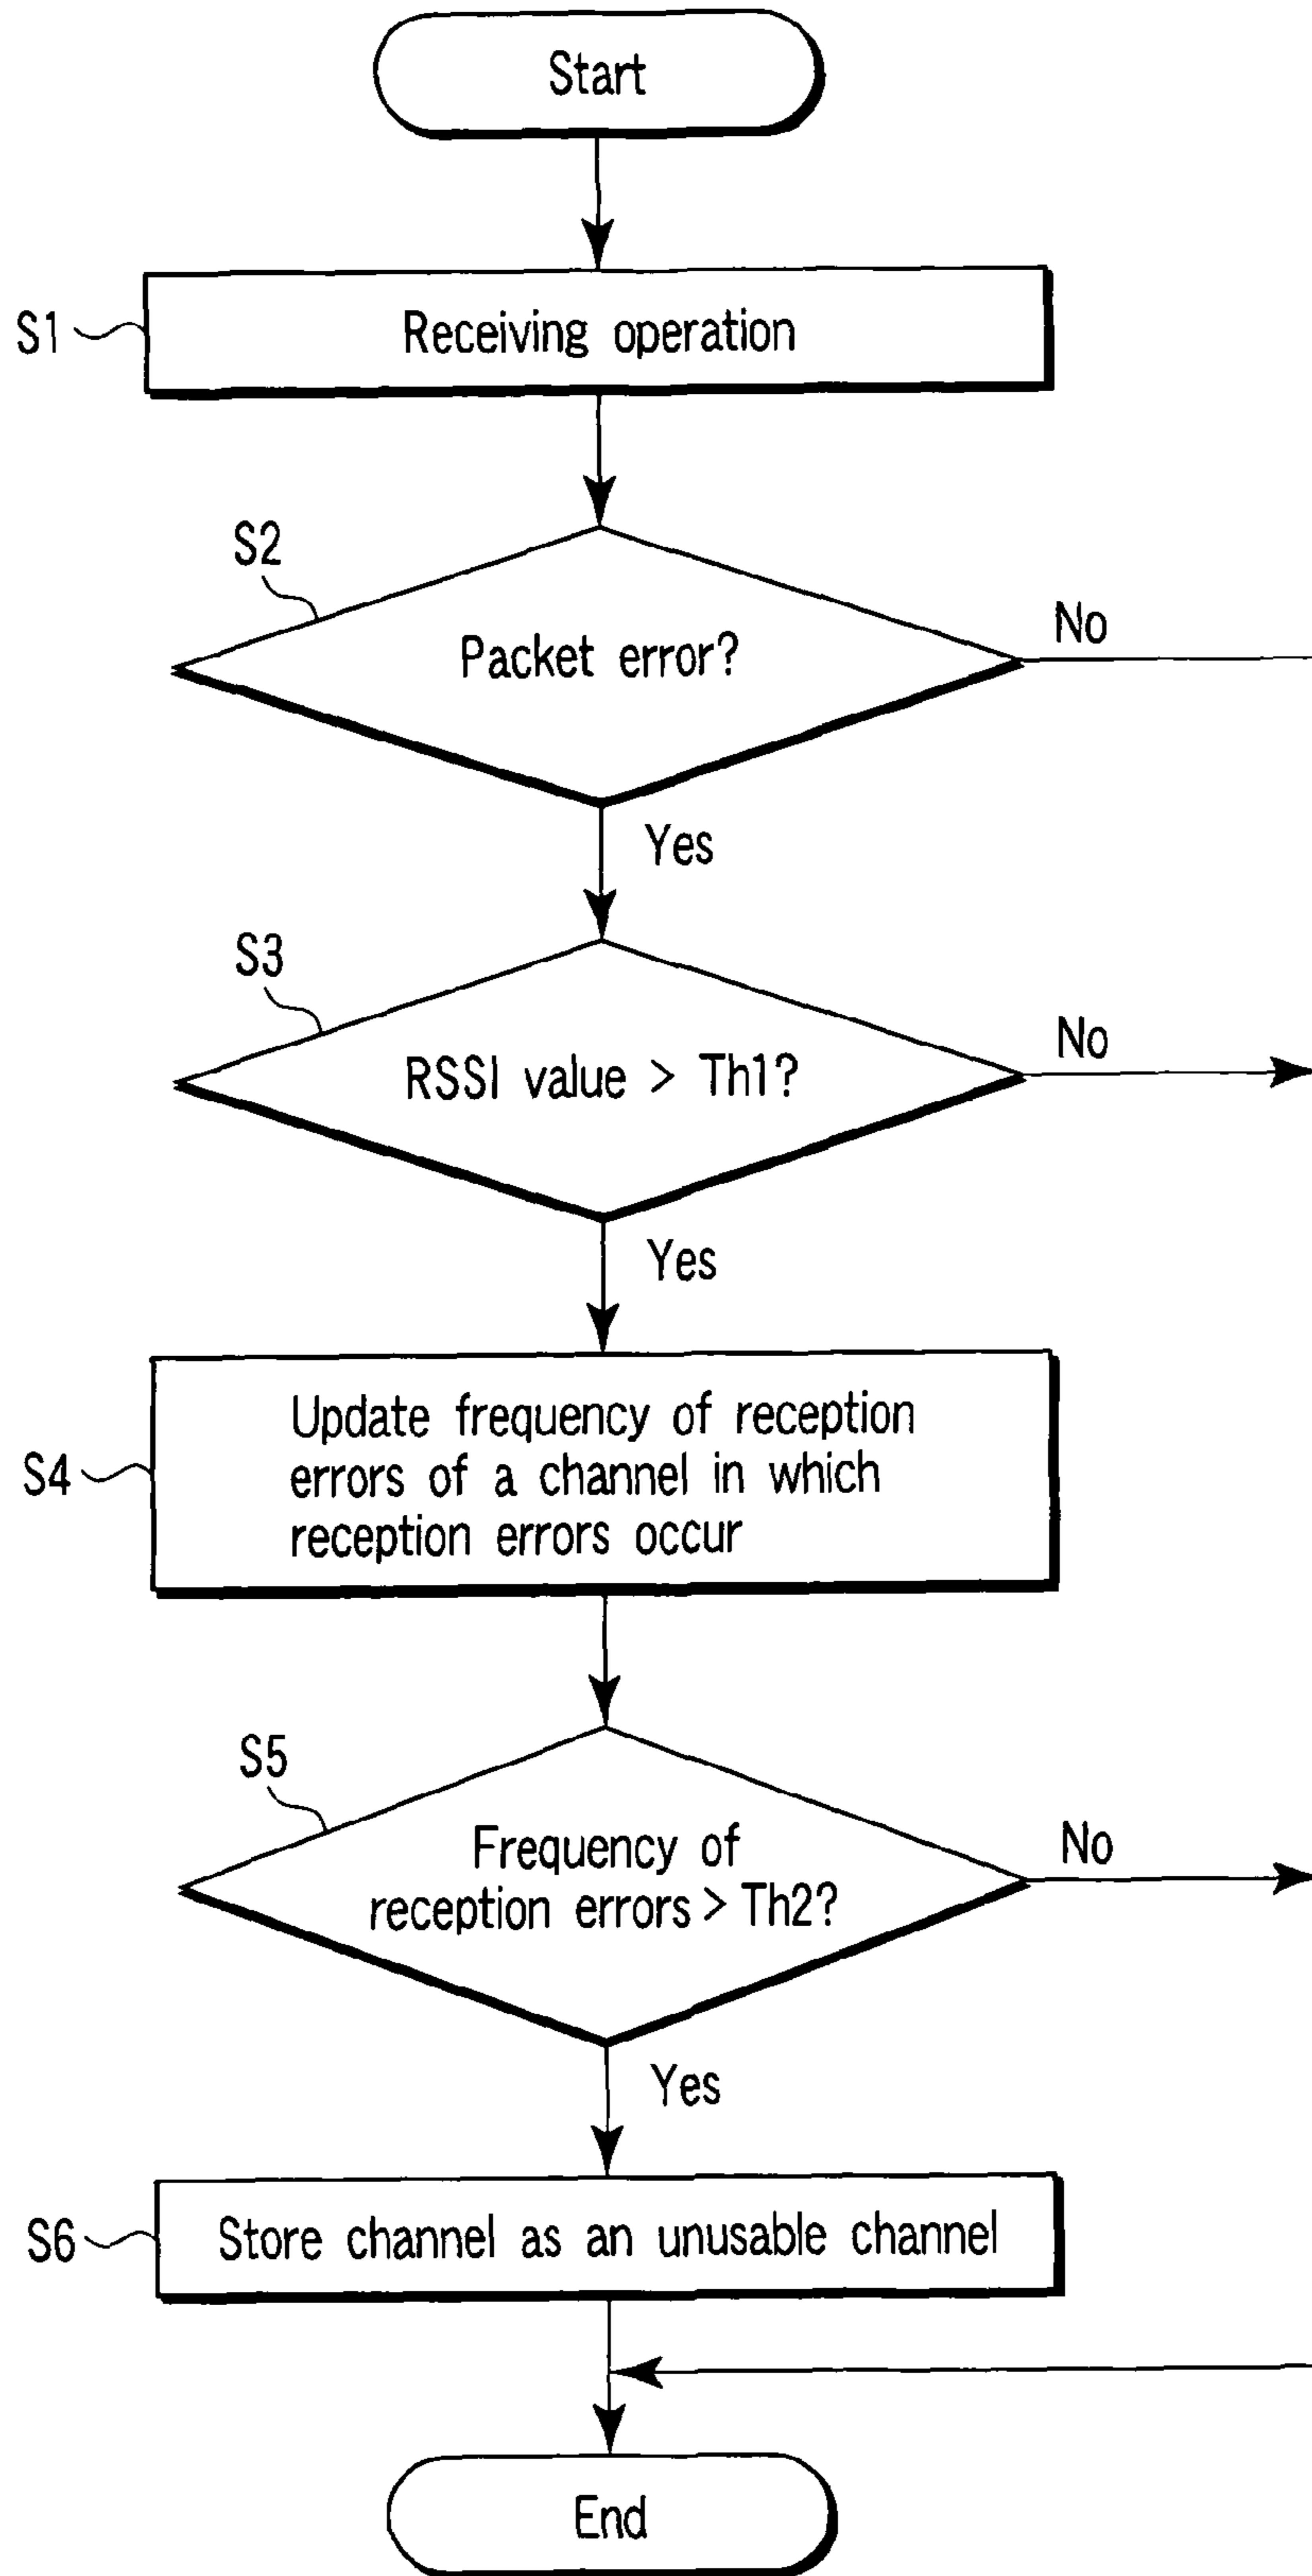 Start
S1
Receiving operation
S2
Packet error?
No
Yes
S3
RSSI value > Th1?
No
Yes
S4
Update frequency of reception
errors of a channel in which
reception errors occur
S5
Frequency of
reception errors > Th2?
No
Yes
S6
Store channel as an unusable channel
End